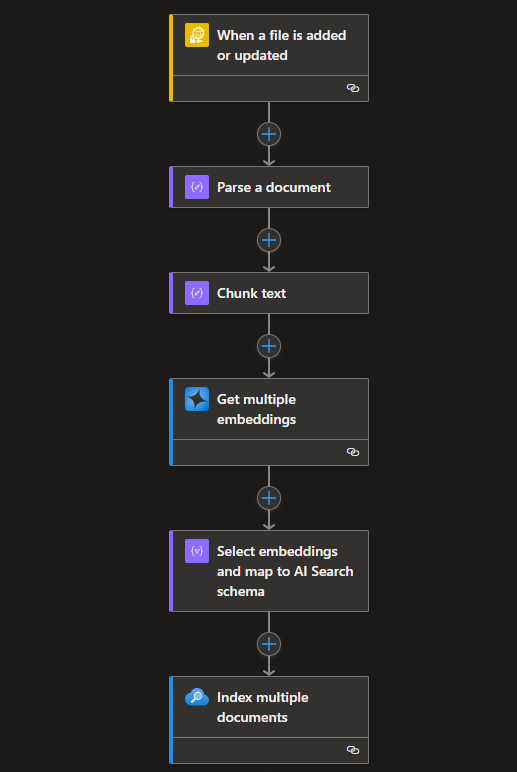 When a file is added
or updated
Parse a document
Chunk text
Get multiple
embeddings
Select embeddings
and map to AI Search
schema
Index multiple
documents